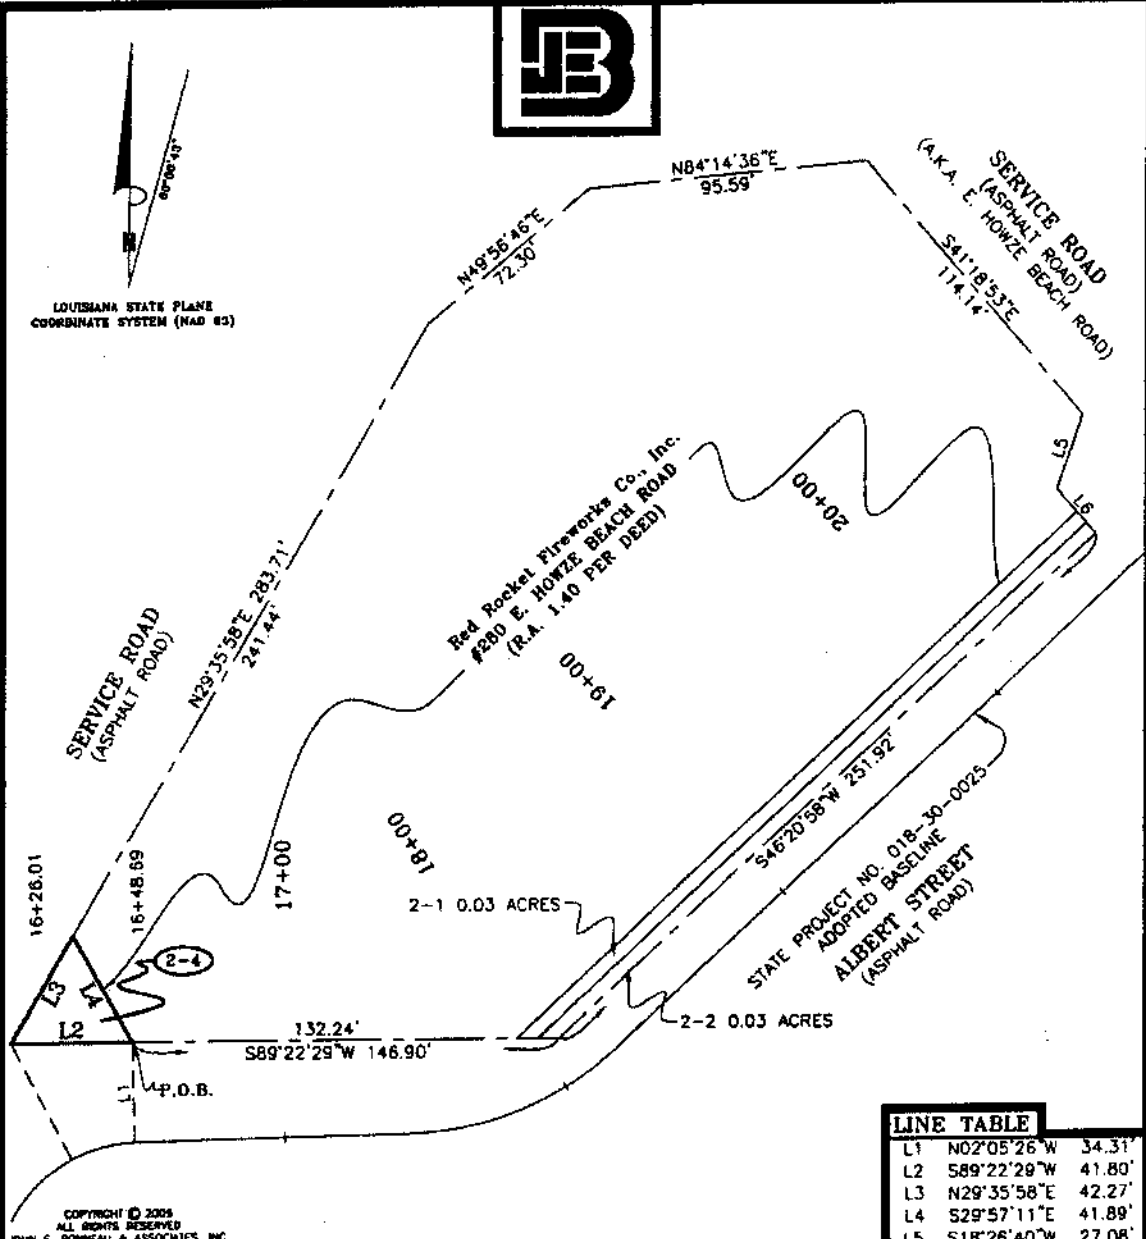 JEB
N
LOUISIANA STATE PLANE
COORDINATE SYSTEM (NAD 83)
N84°14'36"E
95.59'
SERVICE ROAD
(ASPHALT ROAD)
(A.K.A. E. HOWZE BEACH ROAD)
N49°56'46"E
72.30'
S41°18'53"E
114.14'
L5
L6
Red Rocket Fireworks Co., Inc.
#280 E. HOWZE BEACH ROAD
(R.A. 1.40 PER DEED)
20+00
19+00
18+00
17+00
N29°35'58"E 283.71'
241.44'
SERVICE ROAD
(ASPHALT ROAD)
16+26.01
16+48.69
2-4
L3
L4
L2
L1
P.O.B.
132.24'
S89°22'29"W 146.90'
2-1 0.03 ACRES
2-2 0.03 ACRES
S46°20'58"W 251.92'
STATE PROJECT NO. 018-30-0025
ADOPTED BASELINE
ALBERT STREET
(ASPHALT ROAD)
LINE TABLE
L1 N02°05'26"W 34.31'
L2 S89°22'29"W 41.80'
L3 N29°35'58"E 42.27'
L4 S29°57'11"E 41.89'
L5 S18°26'40"W 27.08'
COPYRIGHT © 2005
ALL RIGHTS RESERVED
& ASSOCIATES, INC